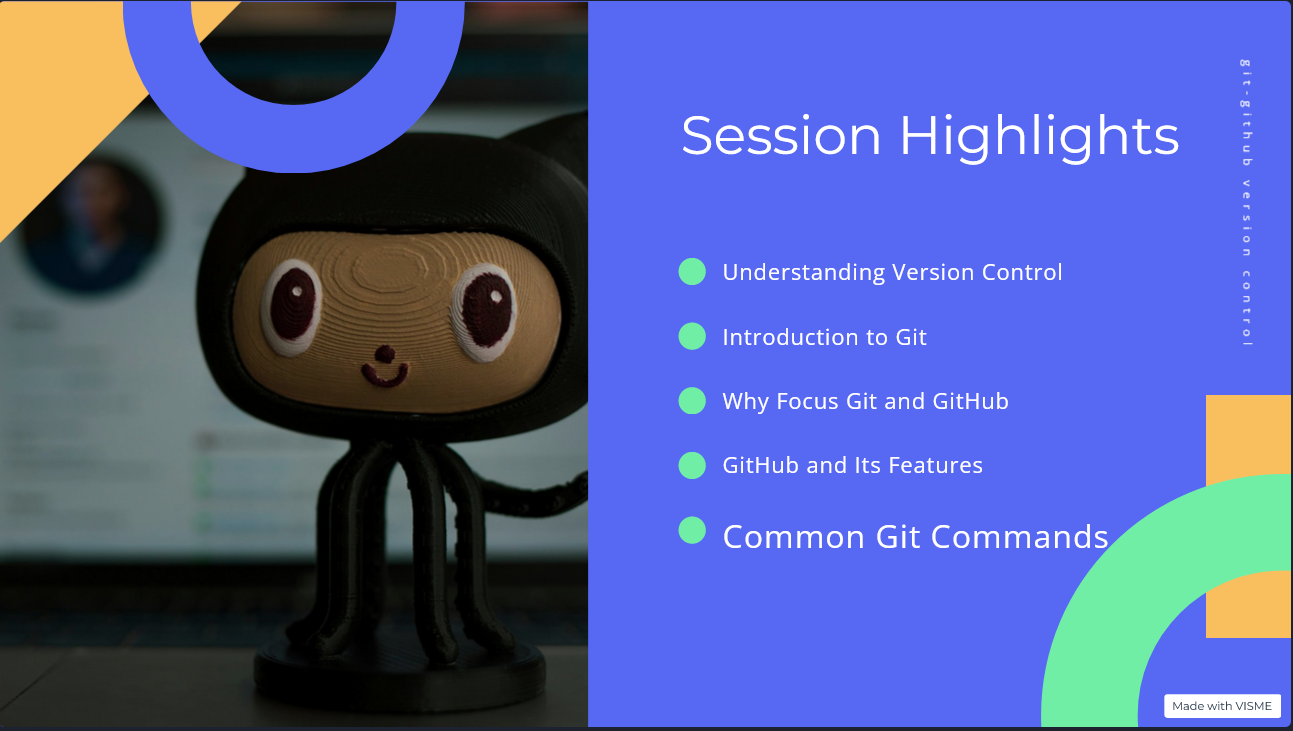 Session Highlights
git-github version control
Understanding Version Control
Introduction to Git
Why Focus Git and GitHub
GitHub and Its Features
Common Git Commands
Made with VISME